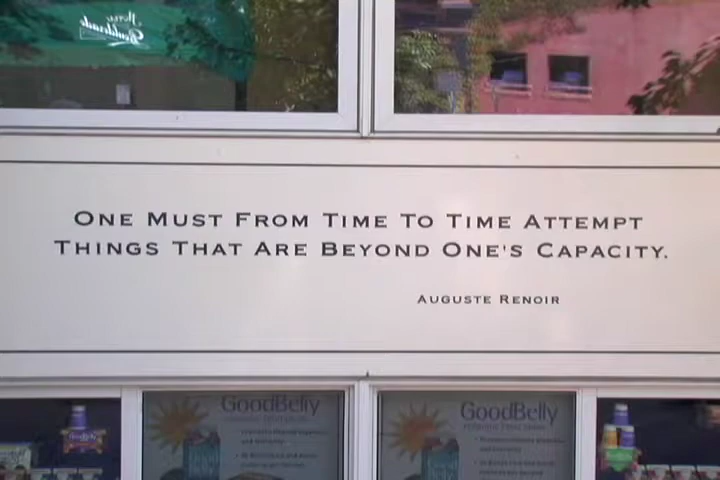 ONE MUST FROM TIME TO TIME ATTEMPT
THINGS THAT ARE BEYOND ONE'S CAPACITY.
AUGUSTE RENOIR
GoodBelly
GoodBelly